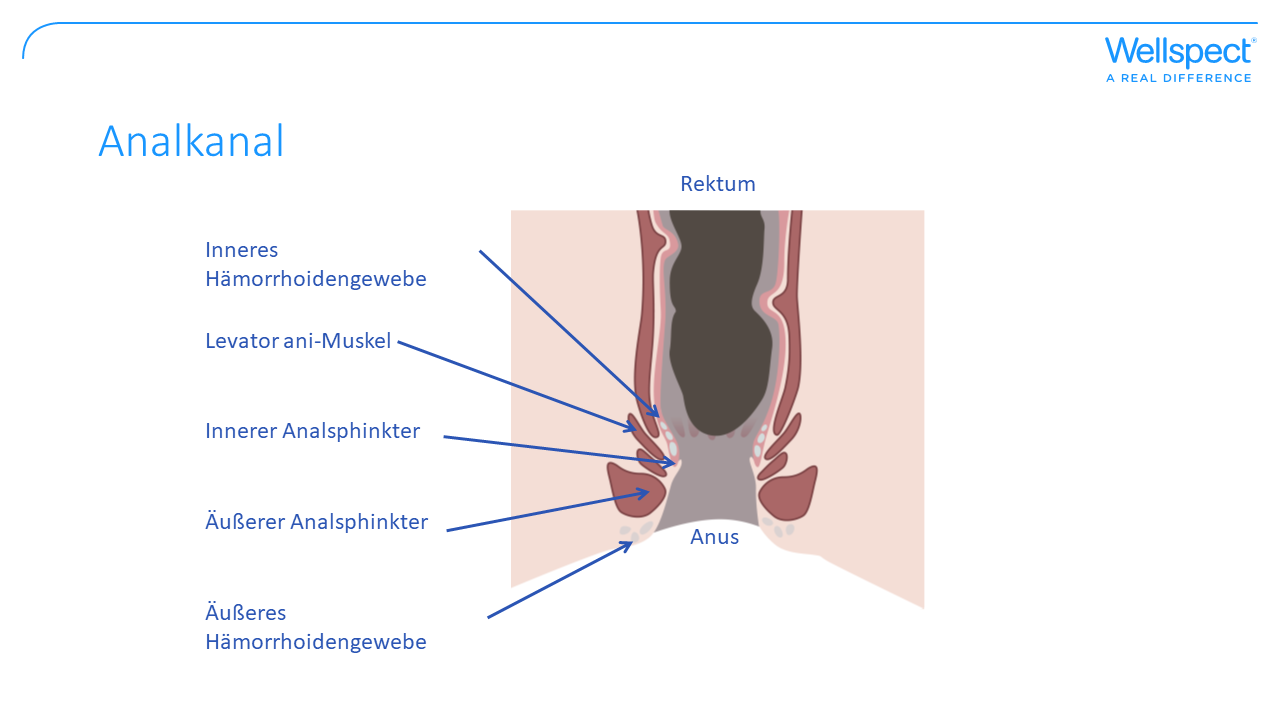 Wellspect®
A REAL DIFFERENCE
Analkanal
Rektum
Inneres
Hämorrhoidengewebe
Levator ani-Muskel
Innerer Analsphinkter
Äußerer Analsphinkter
Anus
Äußeres
Hämorrhoidengewebe